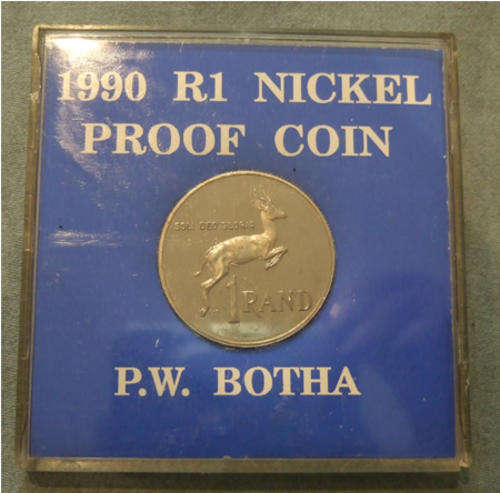 1990 R1 NICKEL
PROOF COIN
SOLI DEO GLORIA
1 RAND
P.W. BOTHA